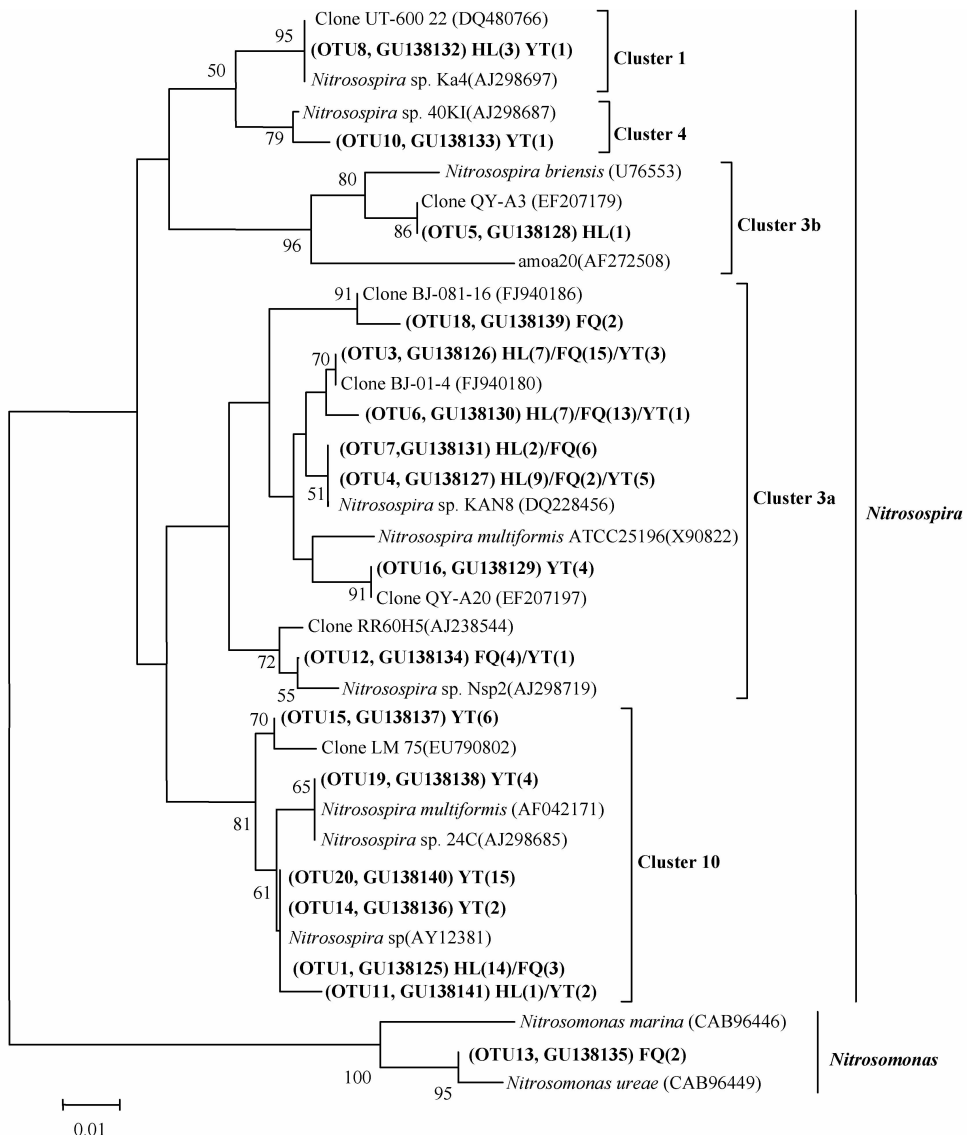 Clone UT-600 22 (DQ480766)
95
(OTU8, GU138132) HL(3) YT(1)
Cluster 1
50
Nitrosospira sp. Ka4(AJ298697)
Nitrosospira sp. 40KI(AJ298687)
79
(OTU10, GU138133) YT(1)
Cluster 4
80
Nitrosospira briensis (U76553)
Clone QY-A3 (EF207179)
Cluster 3b
86
(OTU5, GU138128) HL(1)
96
amoa20(AF272508)
91
Clone BJ-081-16 (FJ940186)
(OTU18, GU138139) FQ(2)
70
(OTU3, GU138126) HL(7)/FQ(15)/YT(3)
Clone BJ-01-4 (FJ940180)
(OTU6, GU138130) HL(7)/FQ(13)/YT(1)
(OTU7,GU138131) HL(2)/FQ(6)
(OTU4, GU138127) HL(9)/FQ(2)/YT(5)
51
Nitrosospira sp. KAN8 (DQ228456)
Cluster 3a
Nitrosospira
Nitrosospira multiformis ATCC25196(X90822)
(OTU16, GU138129) YT(4)
91
Clone QY-A20 (EF207197)
Clone RR60H5(AJ238544)
72
(OTU12, GU138134) FQ(4)/YT(1)
55
Nitrosospira sp. Nsp2(AJ298719)
70
(OTU15, GU138137) YT(6)
Clone LM 75(EU790802)
65
(OTU19, GU138138) YT(4)
Nitrosospira multiformis (AF042171)
81
Nitrosospira sp. 24C(AJ298685)
Cluster 10
61
(OTU20, GU138140) YT(15)
(OTU14, GU138136) YT(2)
Nitrosospira sp(AY12381)
(OTU1, GU138125) HL(14)/FQ(3)
(OTU11, GU138141) HL(1)/YT(2)
Nitrosomonas marina (CAB96446)
(OTU13, GU138135) FQ(2)
Nitrosomonas
100
95
Nitrosomonas ureae (CAB96449)
0.01